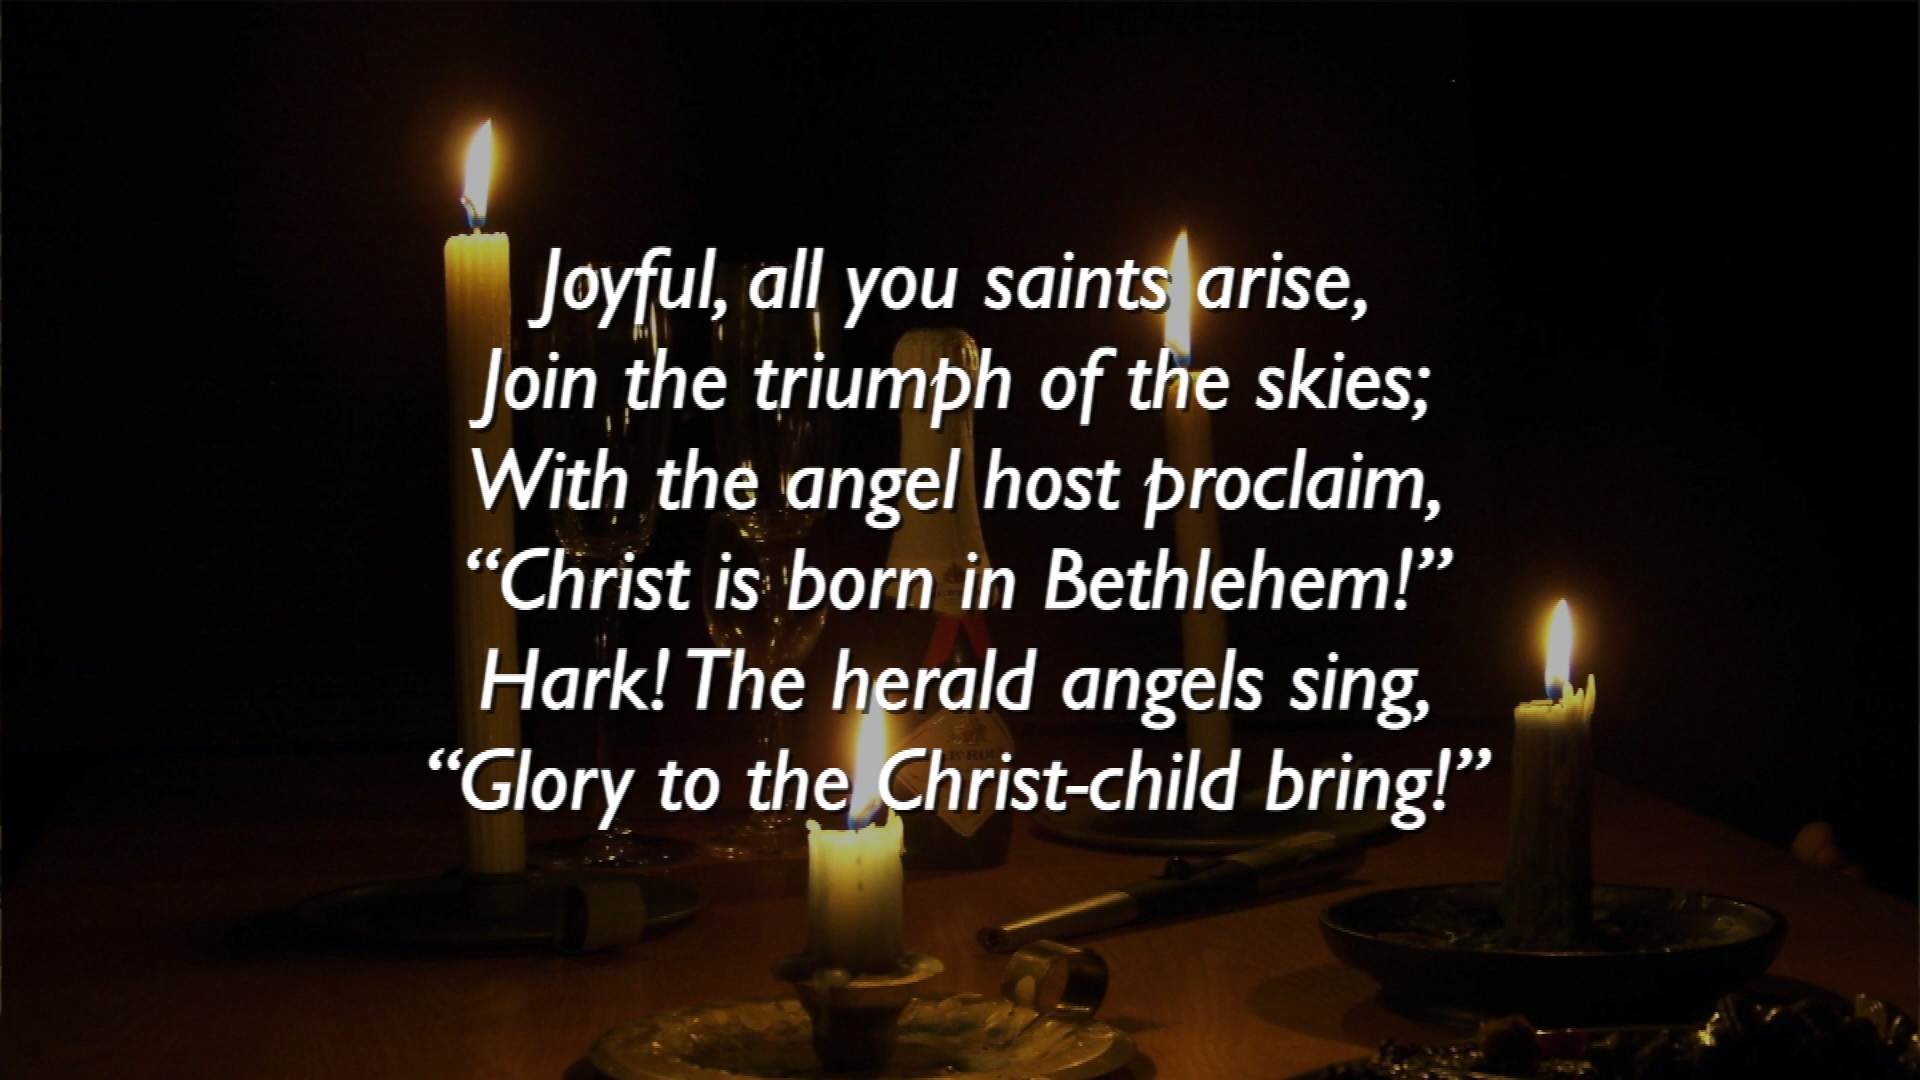 Joyful, all you saints arise,
Join the triumph of the skies;
With the angel host proclaim,
“Christ is born in Bethlehem!”
Hark! The herald angels sing,
“Glory to the Christ-child bring!”